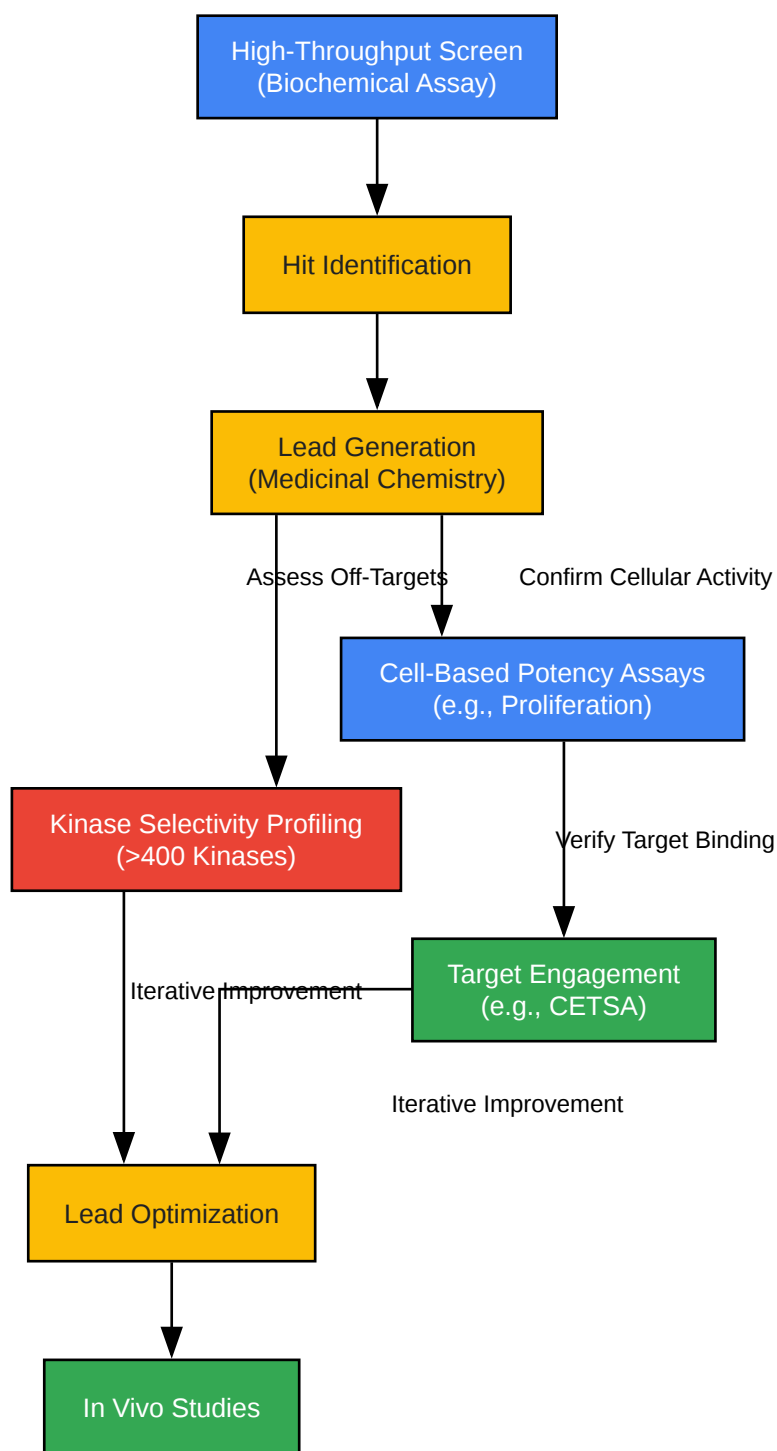 High-Throughput Screen
(Biochemical Assay)
Hit Identification
Lead Generation
(Medicinal Chemistry)
Assess Off-Targets
Confirm Cellular Activity
Cell-Based Potency Assays
(e.g., Proliferation)
Kinase Selectivity Profiling
(>400 Kinases)
Verify Target Binding
Target Engagement
(e.g., CETSA)
Iterative Improvement
Iterative Improvement
Lead Optimization
In Vivo Studies